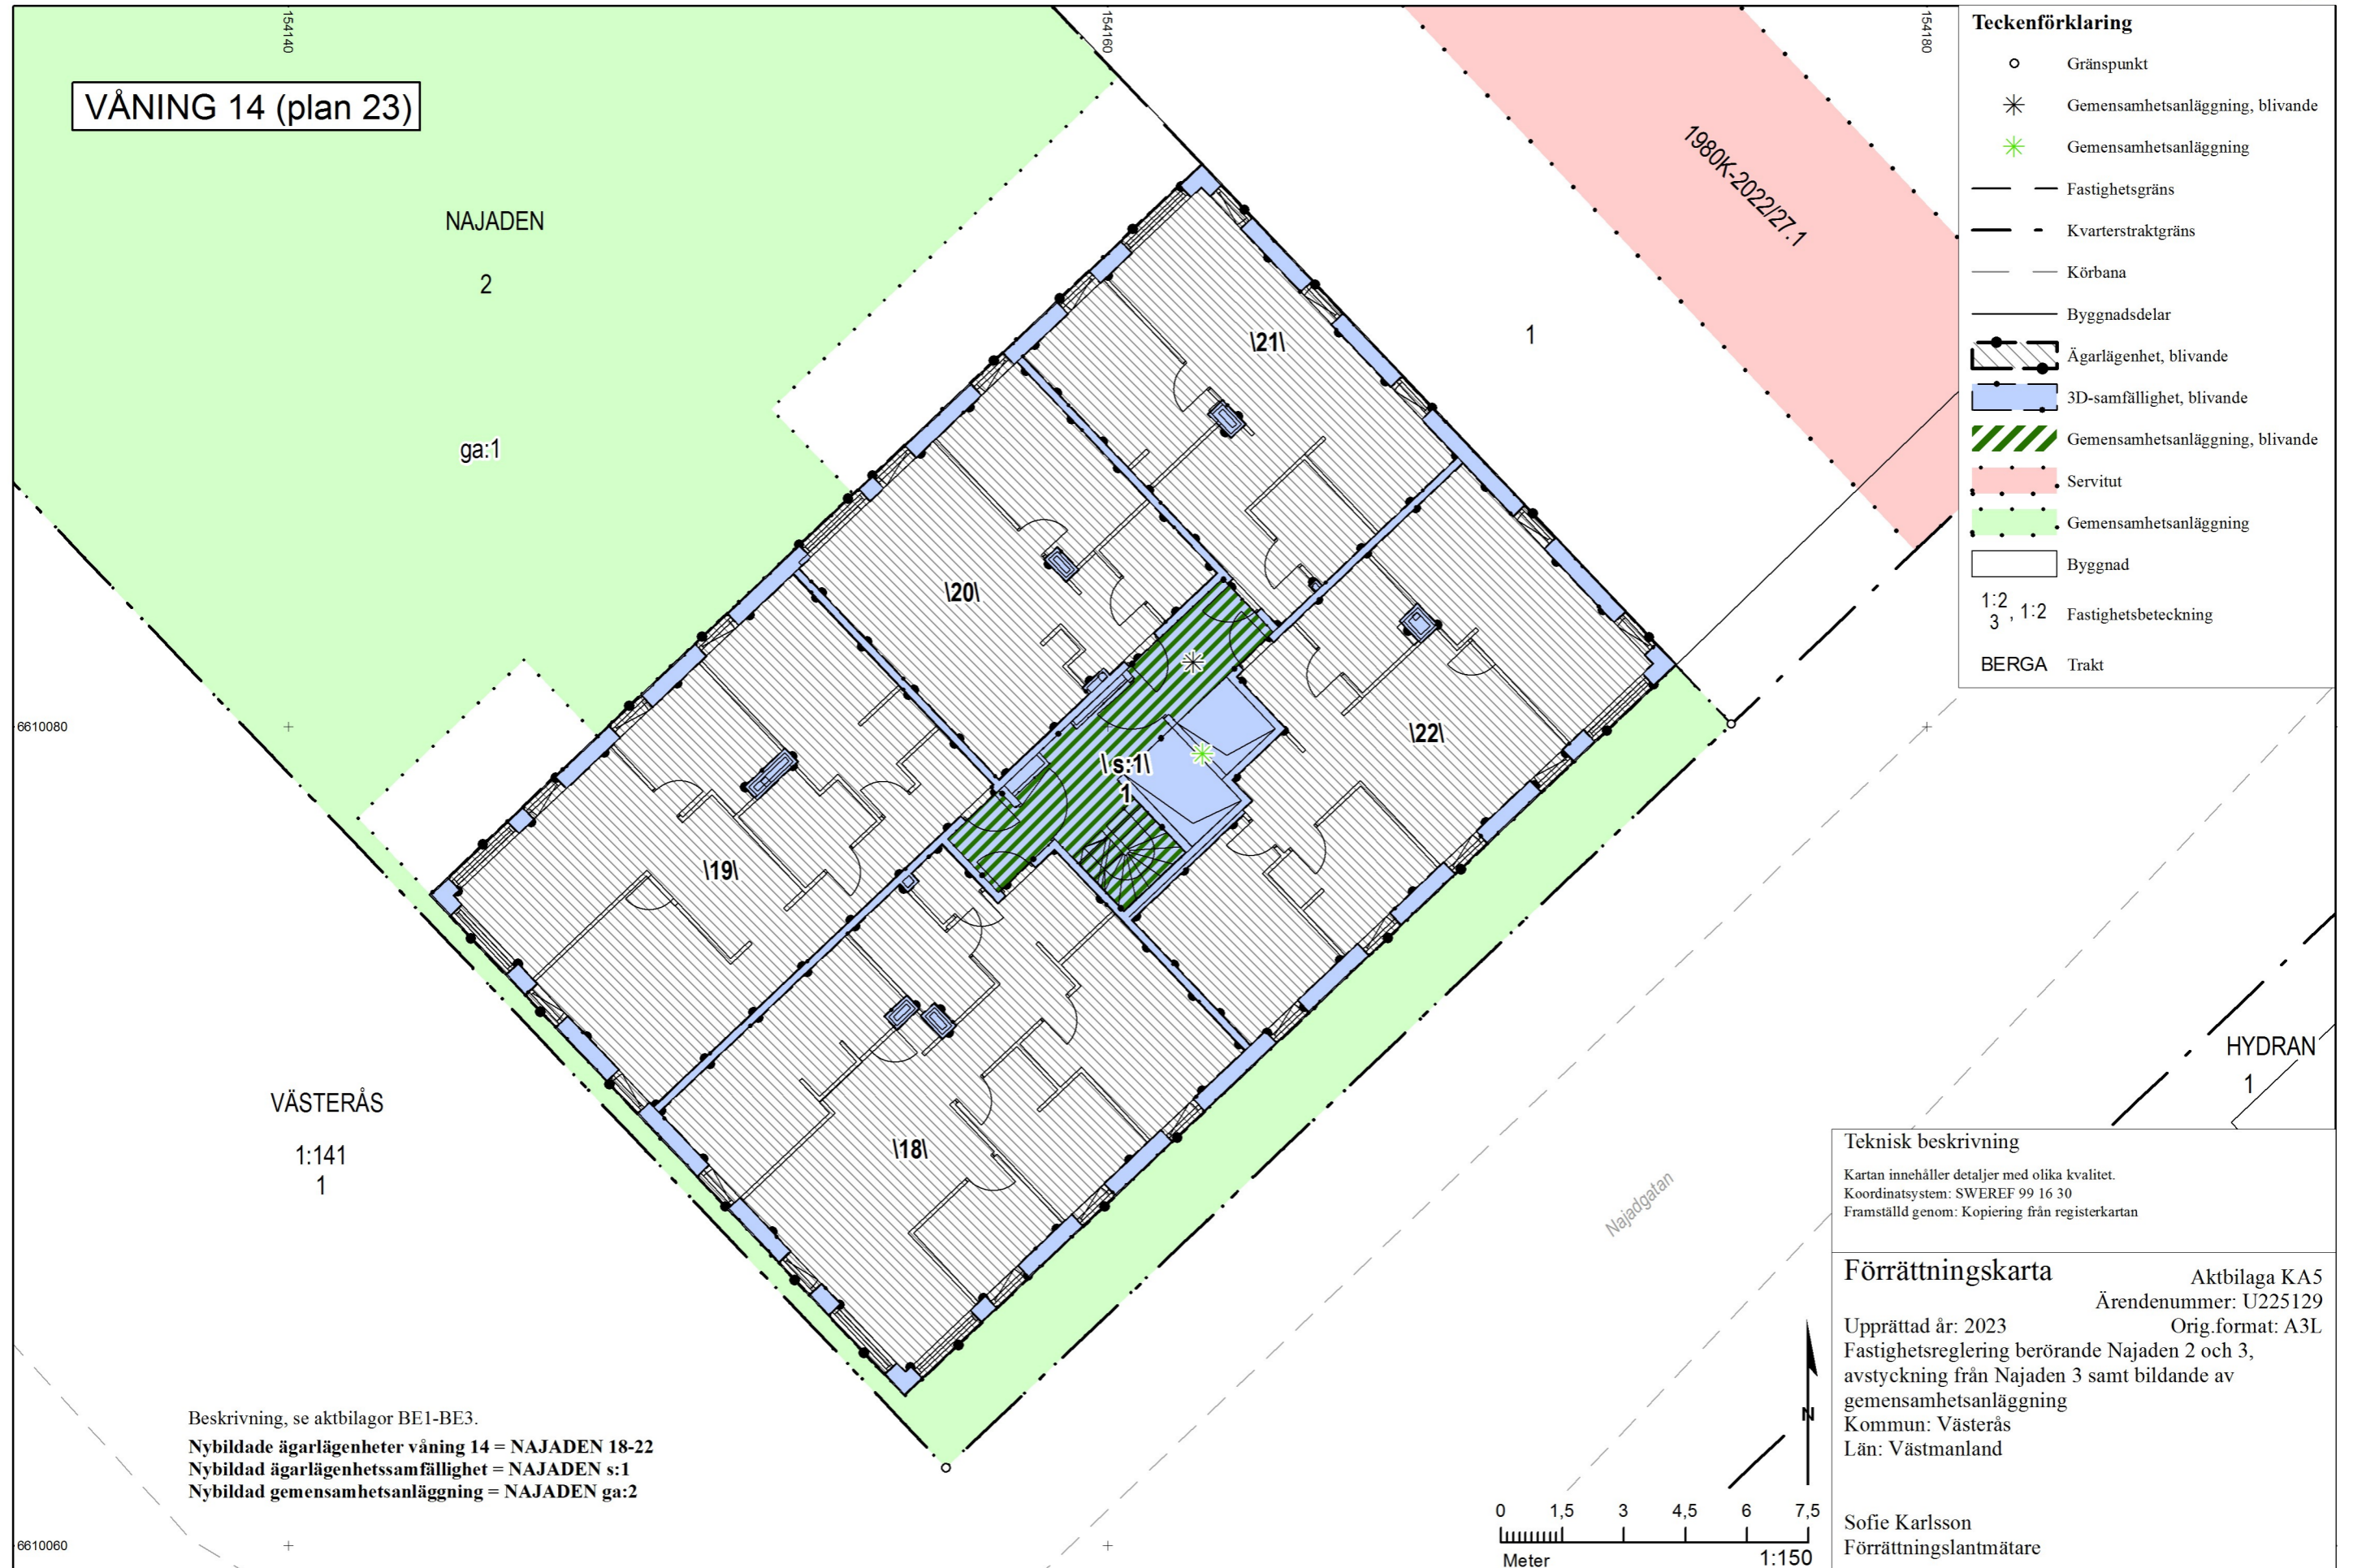 154140
154160
154180
VÅNING 14 (plan 23)
NAJADEN
2
ga:1
1980K-2022/27.1
1
\21\
\20\
\22\
\ s:1\
1
\19\
\18\
6610080
VÄSTERÅS
1:141
1
HYDRAN
1
Najadgatan
6610060
Teckenförklaring
Gränspunkt
Gemensamhetsanläggning, blivande
Gemensamhetsanläggning
Fastighetsgräns
Kvarterstraktgräns
Körbana
Byggnadsdelar
Ägarlägenhet, blivande
3D-samfällighet, blivande
Gemensamhetsanläggning, blivande
Servitut
Gemensamhetsanläggning
Byggnad
1:2
3 , 1:2 Fastighetsbeteckning
BERGA Trakt
Beskrivning, se aktbilagor BE1-BE3.
Nybildade ägarlägenheter våning 14 = NAJADEN 18-22
Nybildad ägarlägenhetssamfällighet = NAJADEN s:1
Nybildad gemensamhetsanläggning = NAJADEN ga:2
0 1,5 3 4,5 6 7,5
Meter 1:150
N
Teknisk beskrivning
Kartan innehåller detaljer med olika kvalitet.
Koordinatsystem: SWEREF 99 16 30
Framställd genom: Kopiering från registerkartan
Förrättningskarta
Aktbilaga KA5
Ärendenummer: U225129
Upprättad år: 2023 Orig.format: A3L
Fastighetsreglering berörande Najaden 2 och 3,
avstyckning från Najaden 3 samt bildande av
gemensamhetsanläggning
Kommun: Västerås
Län: Västmanland
Sofie Karlsson
Förrättningslantmätare